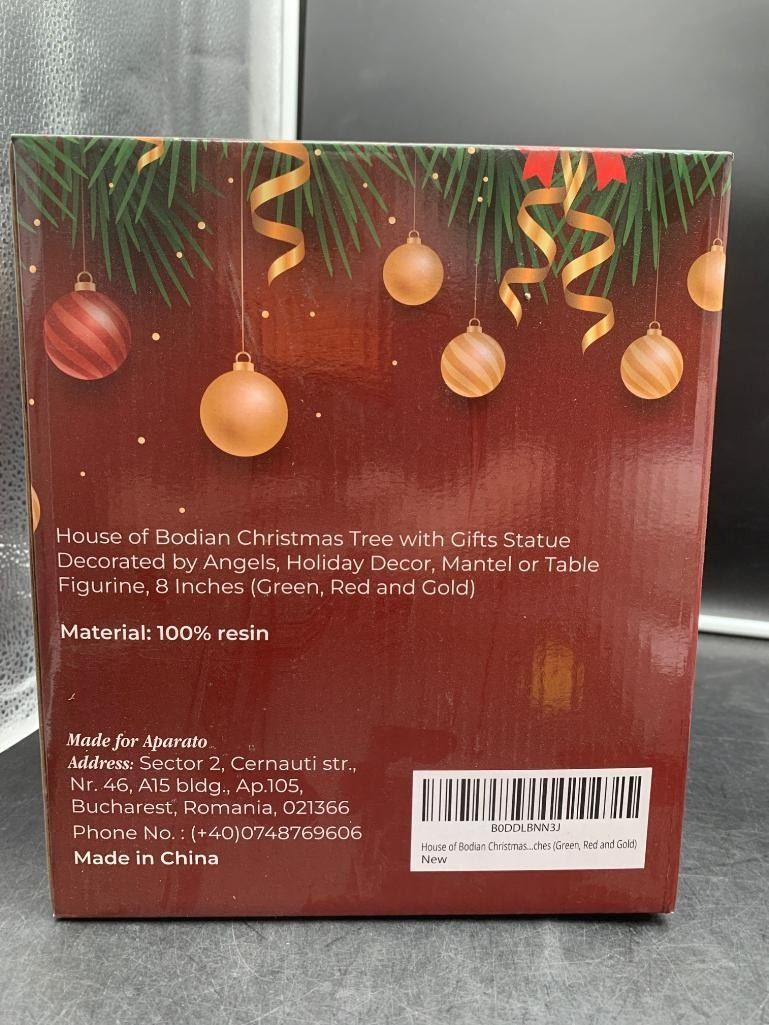 House of Bodian Christmas Tree with Gifts Statue
Decorated by Angels, Holiday Decor, Mantel or Table
Figurine, 8 Inches (Green, Red and Gold)
Material: 100% resin
Made for Aparato
Address: Sector 2, Cernauti str.,
Nr. 46, A15 bldg., Ap.105,
Bucharest, Romania, 021366
Phone No. : (+40)0748769606
Made in China
B0DDLBNN3J
House of Bodian Christmas...ches (Green, Red and Gold)
New